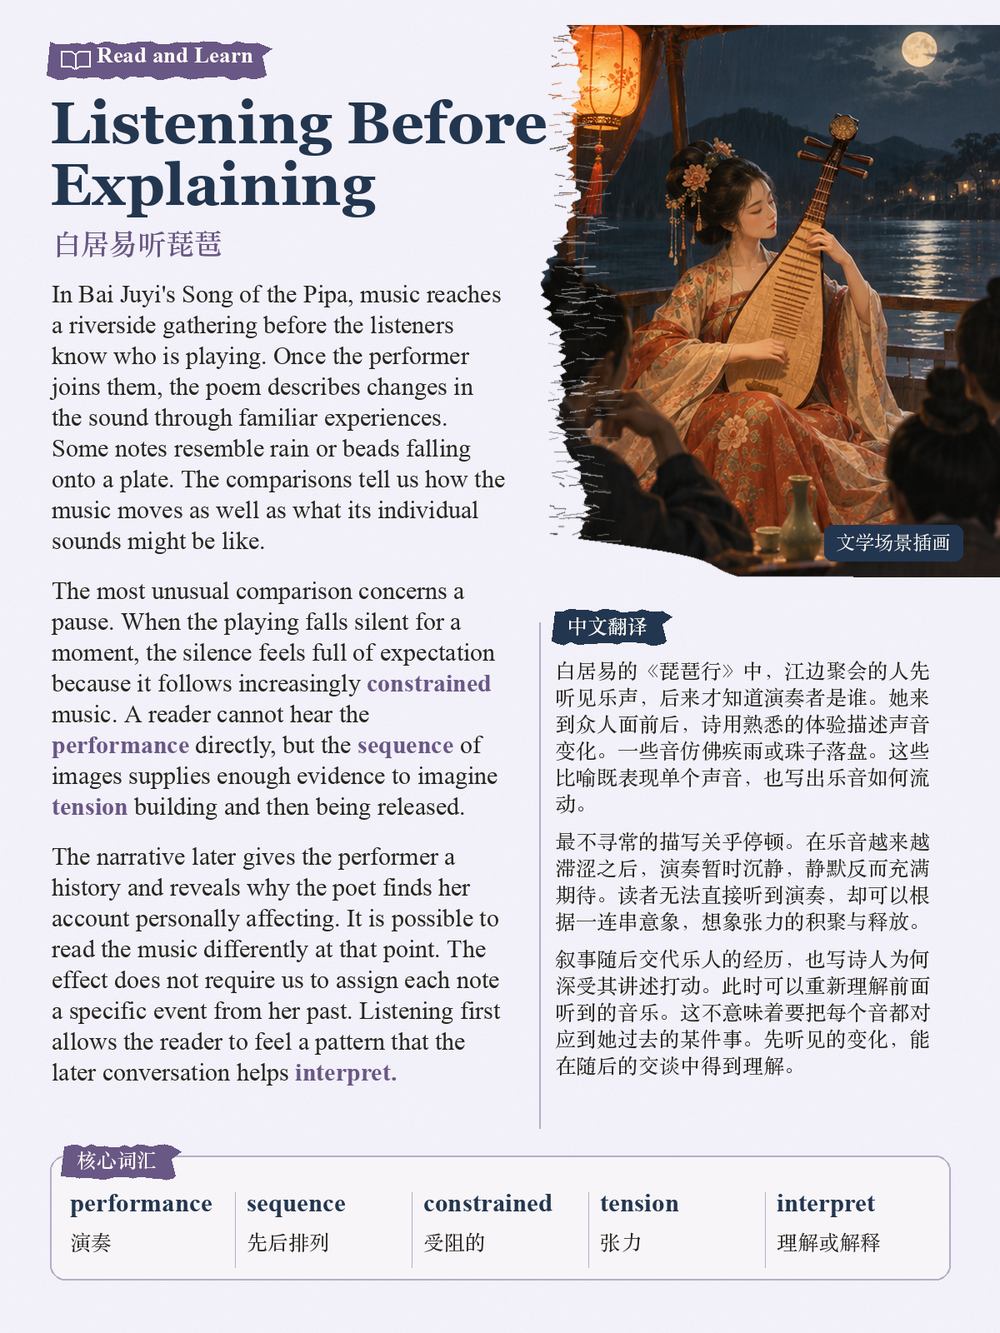 Read and Learn
Listening Before
Explaining
白居易听琵琶
In Bai Juyi's Song of the Pipa, music reaches
a riverside gathering before the listeners
know who is playing. Once the performer
joins them, the poem describes changes in
the sound through familiar experiences.
Some notes resemble rain or beads falling
onto a plate. The comparisons tell us how the
music moves as well as what its individual
sounds might be like.
The most unusual comparison concerns a
pause. When the playing falls silent for a
moment, the silence feels full of expectation
because it follows increasingly constrained
music. A reader cannot hear the
performance directly, but the sequence of
images supplies enough evidence to imagine
tension building and then being released.
The narrative later gives the performer a
history and reveals why the poet finds her
account personally affecting. It is possible to
read the music differently at that point. The
effect does not require us to assign each note
a specific event from her past. Listening first
allows the reader to feel a pattern that the
later conversation helps interpret.
文学场景插画
中文翻译
白居易的《琵琶行》中，江边聚会的人先
听见乐声，后来才知道演奏者是谁。她来
到众人面前后，诗用熟悉的体验描述声音
变化。一些音仿佛疾雨或珠子落盘。这些
比喻既表现单个声音，也写出乐音如何流
动。
最不寻常的描写关乎停顿。在乐音越来越
滞涩之后，演奏暂时沉静，静默反而充满
期待。读者无法直接听到演奏，却可以根
据一连串意象，想象张力的积聚与释放。
叙事随后交代乐人的经历，也写诗人为何
深受其讲述打动。此时可以重新理解前面
听到的音乐。这不意味着要把每个音都对
应到她过去的某件事。先听见的变化，能
在随后的交谈中得到理解。
核心词汇
performance
演奏
sequence
先后排列
constrained
受阻的
tension
张力
interpret
理解或解释